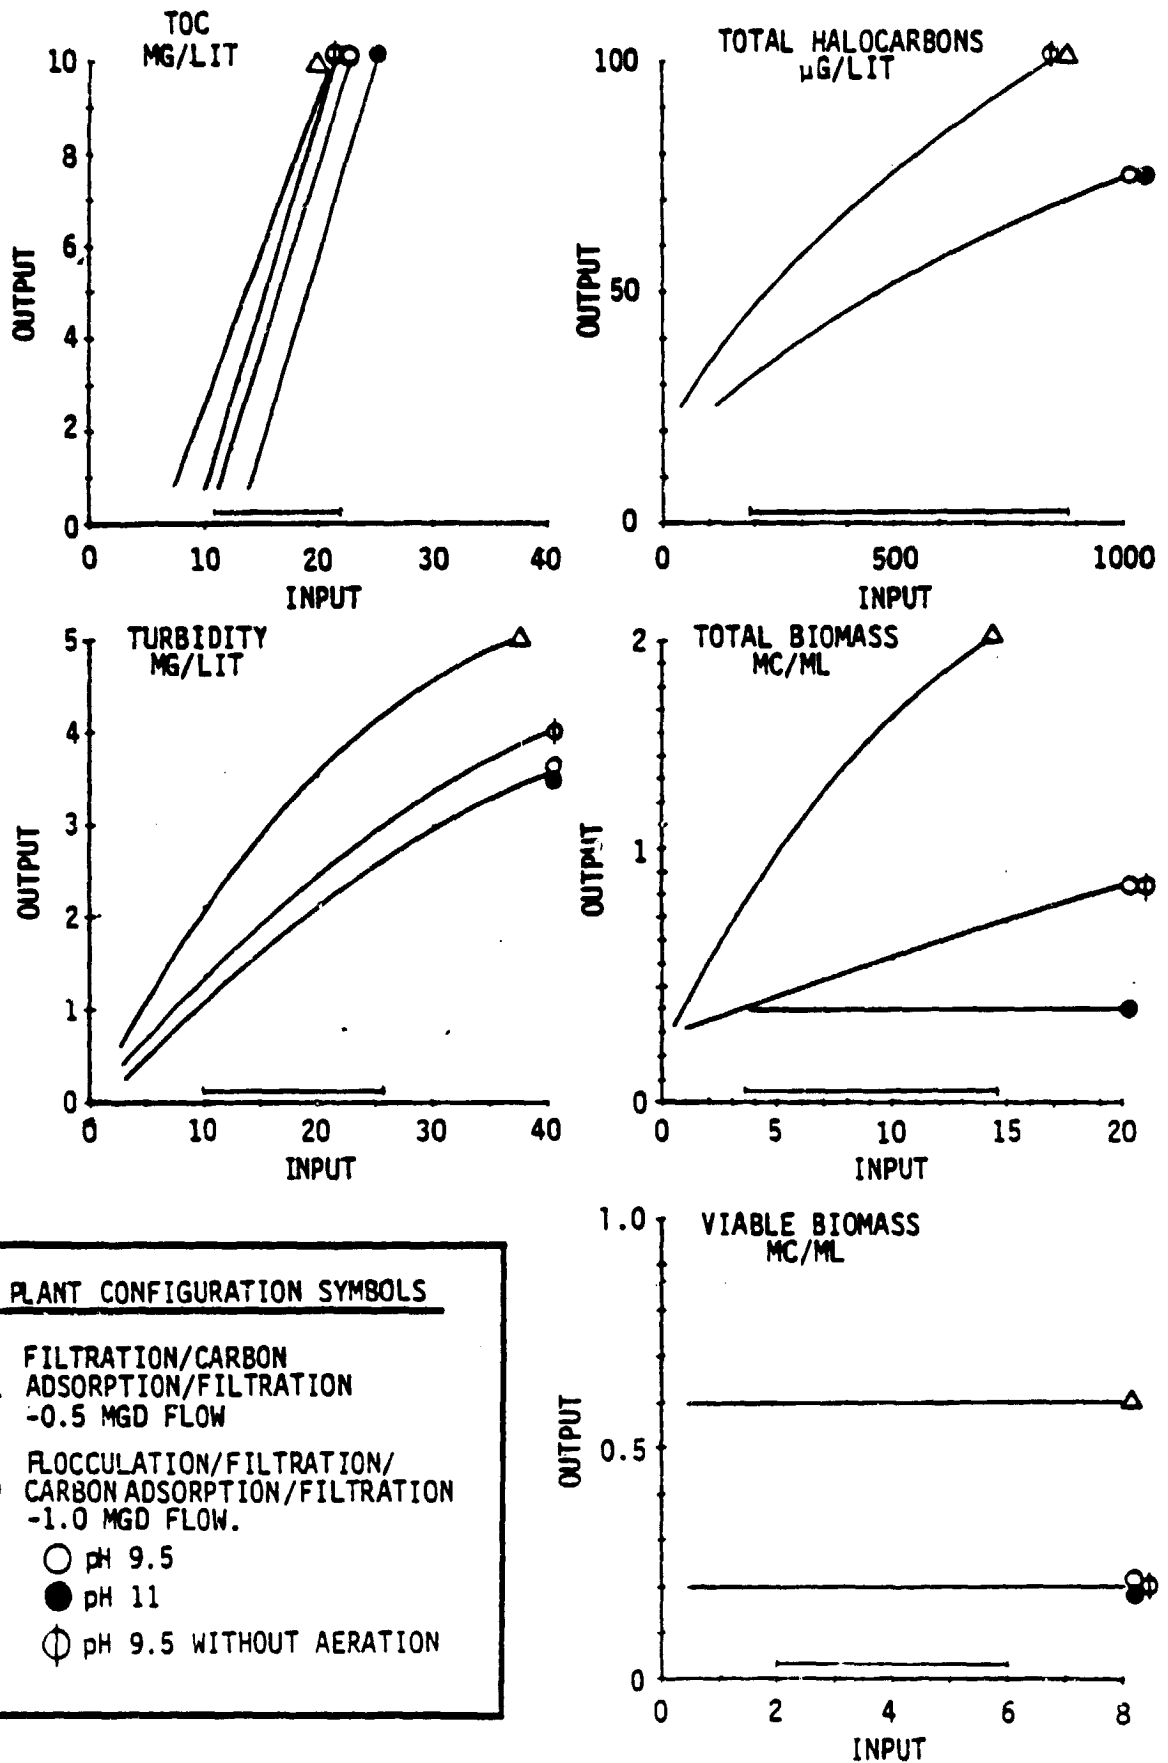 TOC
MG/LIT
10
8
6
4
2
0
OUTPUT
0 10 20 30 40
INPUT
TOTAL HALOCARBONS
µG/LIT
100
50
0
OUTPUT
0 500 1000
INPUT
TURBIDITY
MG/LIT
5
4
3
2
1
0
OUTPUT
0 10 20 30 40
INPUT
TOTAL BIOMASS
MC/ML
2
1
0
OUTPUT
0 5 10 15 20
INPUT
PLANT CONFIGURATION SYMBOLS
FILTRATION/CARBON
ADSORPTION/FILTRATION
-0.5 MGD FLOW
FLOCCULATION/FILTRATION/
CARBON ADSORPTION/FILTRATION
-1.0 MGD FLOW.
pH 9.5
pH 11
pH 9.5 WITHOUT AERATION
VIABLE BIOMASS
MC/ML
1.0
0.5
0
OUTPUT
0 2 4 6 8
INPUT